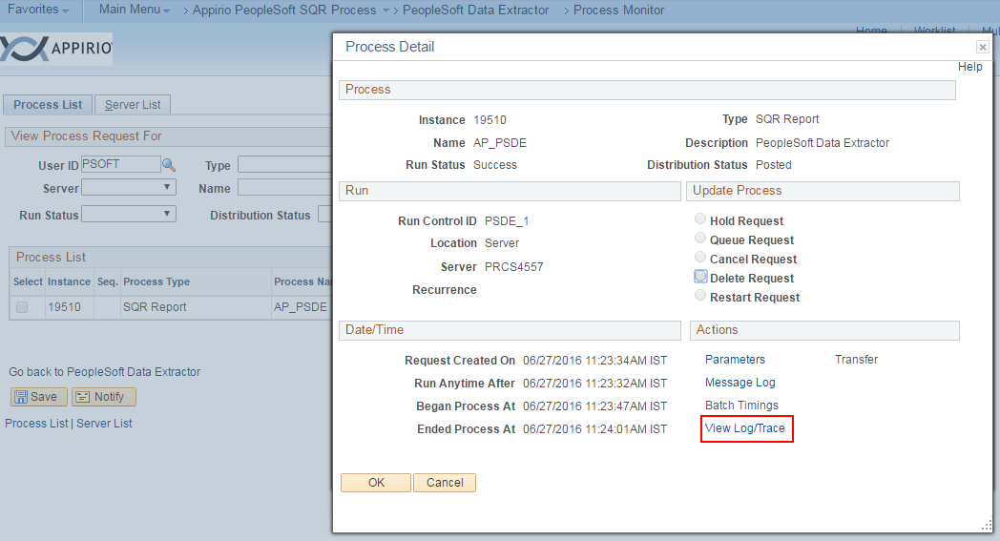 Favorites Main Menu > Appirio PeopleSoft SQR Process > PeopleSoft Data Extractor > Process Monitor
Home Worklist
APPIRIO
Process List Server List
View Process Request For
User ID PSOFT Type
Server Name
Run Status Distribution Status
Process List
Select Instance Seq. Process Type
19510 SQR Report AP_PSDE
Go back to PeopleSoft Data Extractor
Save Notify
Process List | Server List
Process Detail
Help
Process
Instance 19510 Type SQR Report
Name AP_PSDE Description PeopleSoft Data Extractor
Run Status Success Distribution Status Posted
Run Update Process
Run Control ID PSDE_1 Hold Request
Location Server Queue Request
Server PRCS4557 Cancel Request
Recurrence Delete Request
Restart Request
Date/Time Actions
Request Created On 06/27/2016 11:23:34AM IST Parameters Transfer
Run Anytime After 06/27/2016 11:23:32AM IST Message Log
Began Process At 06/27/2016 11:23:47AM IST Batch Timings
Ended Process At 06/27/2016 11:24:01AM IST View Log/Trace
OK Cancel